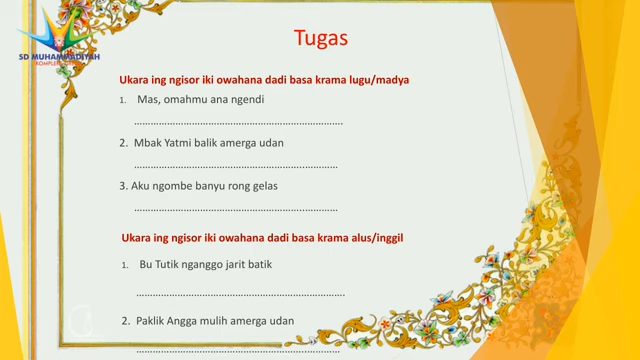 Tugas
SD MUHAMMADIYAH
Ukara ing ngisor iki owahana dadi basa krama lugu/madya
1. Mas, omahmu ana ngendi
....................................................................
2. Mbak Yatmi balik amerga udan
....................................................................
3. Aku ngombe banyu rong gelas
....................................................................
Ukara ing ngisor iki owahana dadi basa krama alus/inggil
1. Bu Tutik nganggo jarit batik
....................................................................
2. Paklik Angga mulih amerga udan
....................................................................